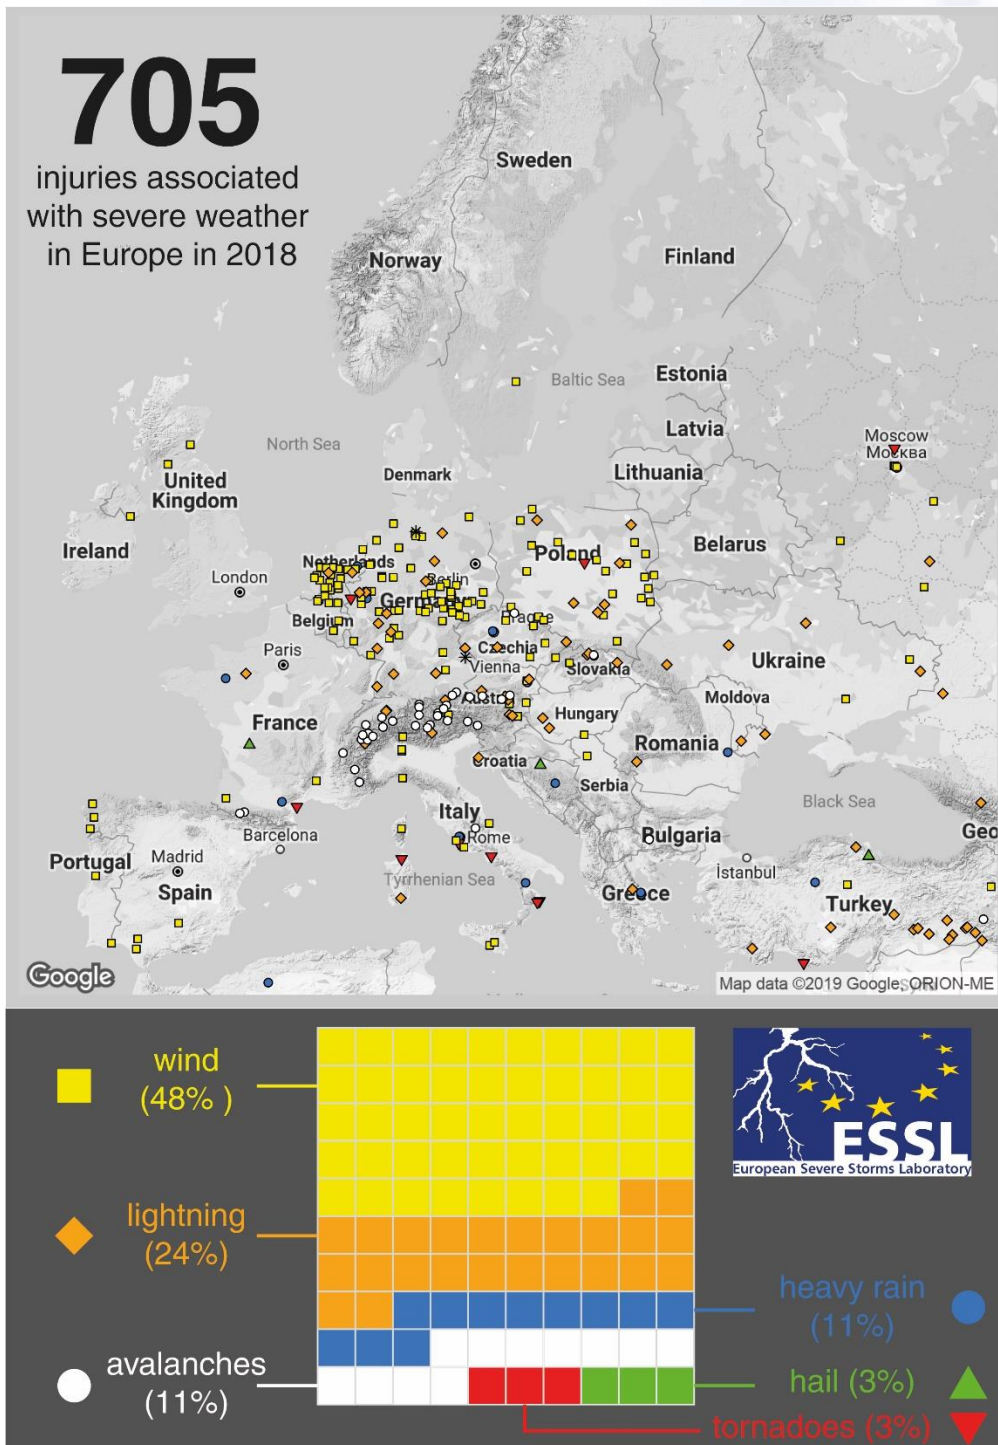 705
injuries associated
with severe weather
in Europe in 2018
Sweden
Norway
Finland
Baltic Sea
Estonia
North Sea
Latvia
Moscow
Москва
Denmark
Lithuania
United
Kingdom
Ireland
Netherlands
Poland
Belarus
London
Berlin
Germany
Belgium
Prague
Czechia
Paris
Vienna
Slovakia
Ukraine
Austria
Moldova
France
Hungary
Romania
Croatia
Serbia
Black Sea
Italy
Barcelona
Rome
Bulgaria
Geo
Portugal
Madrid
İstanbul
Spain
Tyrrhenian Sea
Greece
Turkey
Google
Map data ©2019 Google, ORION-ME
wind
(48% )
ESSL
European Severe Storms Laboratory
lightning
(24%)
heavy rain
(11%)
avalanches
(11%)
hail (3%)
tornadoes (3%)